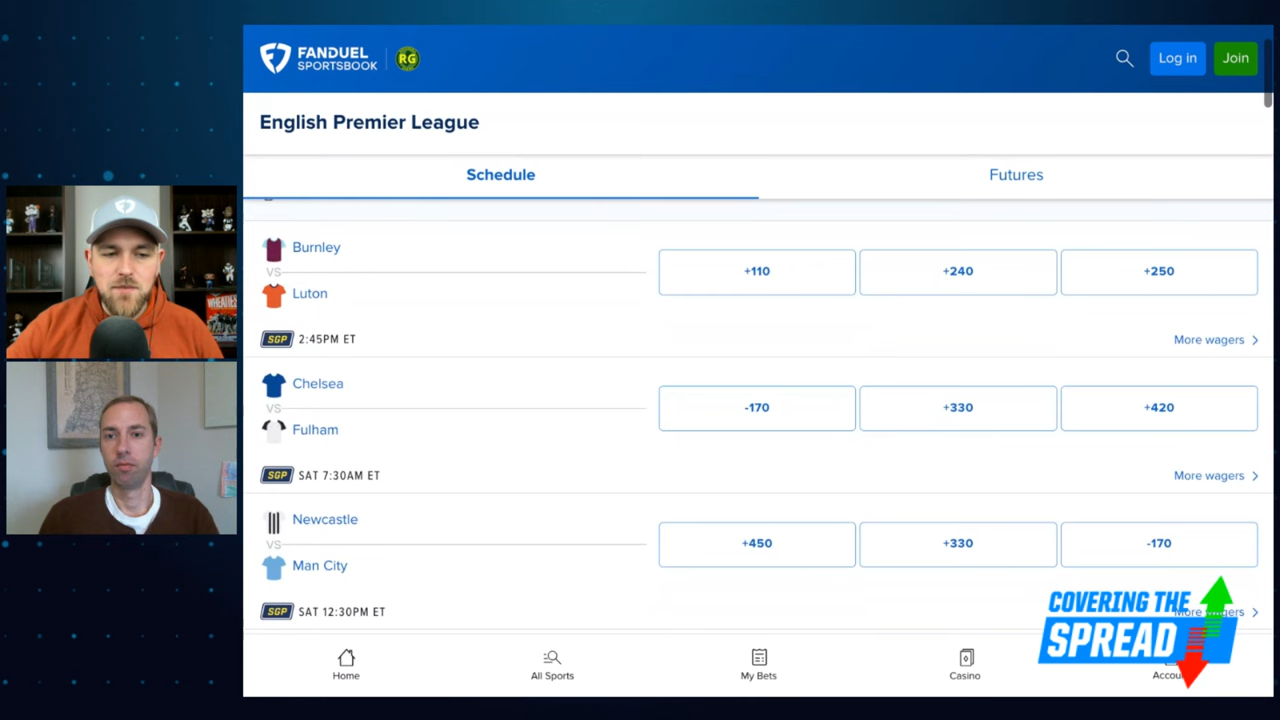 FANDUEL
SPORTSBOOK
RG
Log in
Join
English Premier League
Schedule
Futures
Burnley
VS
Luton
+110
+240
+250
SGP 2:45PM ET
More wagers
Chelsea
VS
Fulham
-170
+330
+420
SGP SAT 7:30AM ET
More wagers
Newcastle
VS
Man City
+450
+330
-170
SGP SAT 12:30PM ET
More wagers
COVERING THE
SPREAD
Home
All Sports
My Bets
Casino
WHEATIES